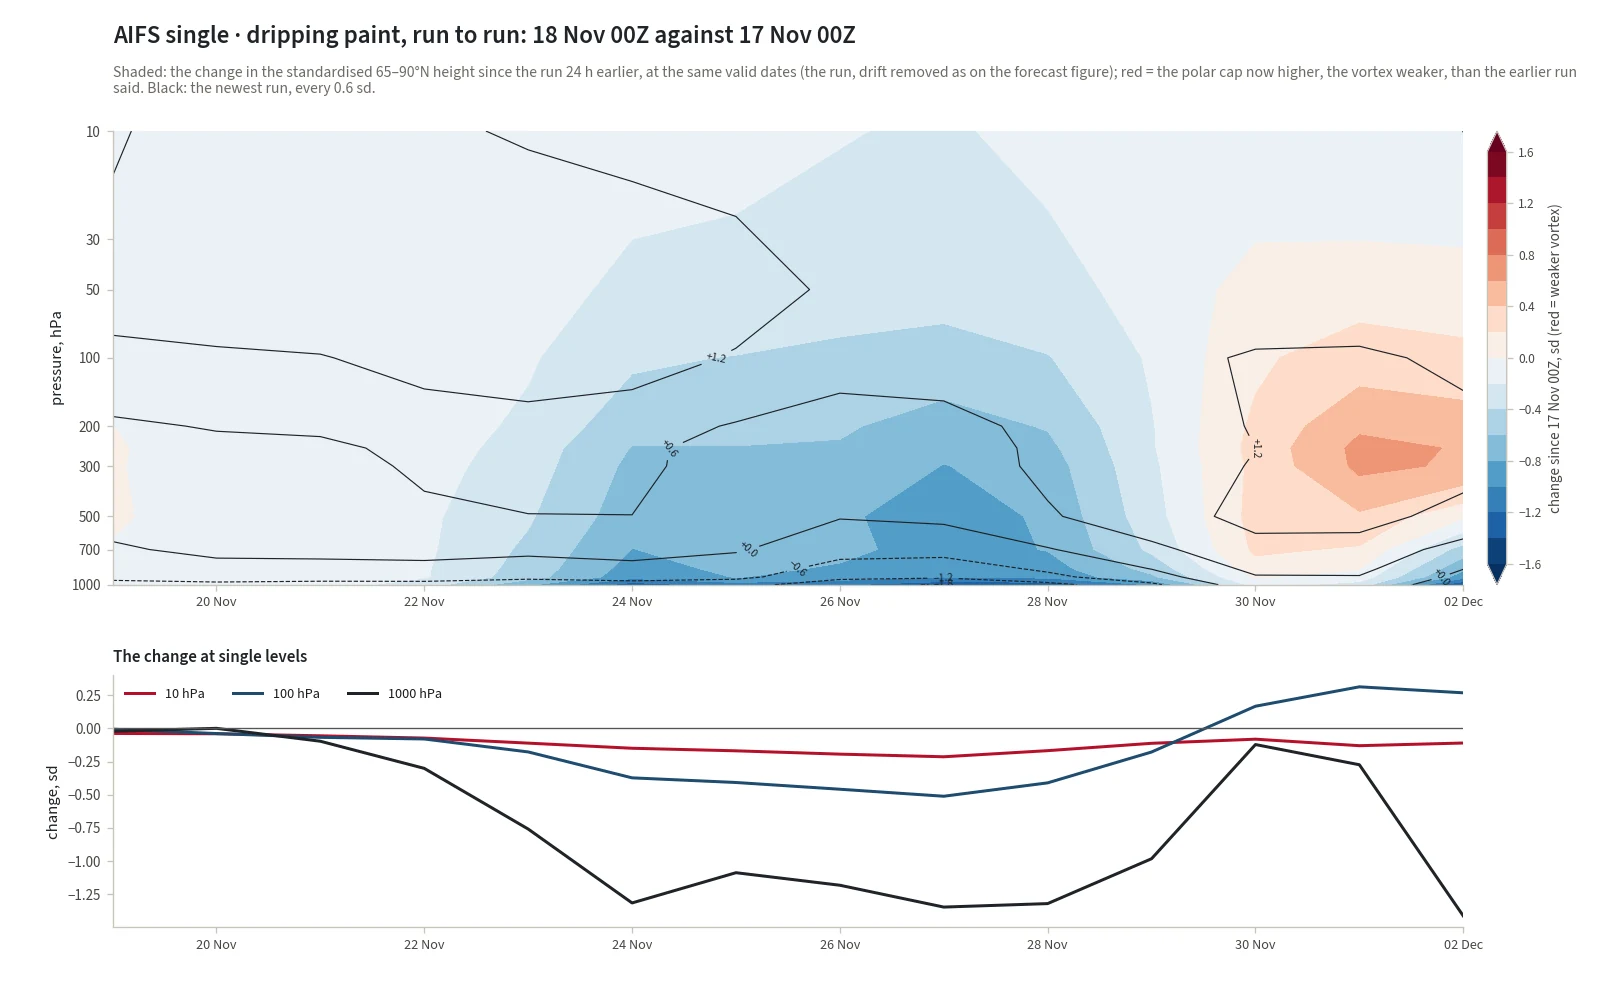 AIFS single · dripping paint, run to run: 18 Nov 00Z against 17 Nov 00Z
Shaded: the change in the standardised 65–90°N height since the run 24 h earlier, at the same valid dates (the run, drift removed as on the forecast figure); red = the polar cap now higher, the vortex weaker, than the earlier run
said. Black: the newest run, every 0.6 sd.
pressure, hPa
10
30
50
100
200
300
500
700
1000
+1.2
+0.6
+0.0
−0.6
−1.2
+1.2
+0.0
20 Nov
22 Nov
24 Nov
26 Nov
28 Nov
30 Nov
02 Dec
1.6
1.2
0.8
0.4
0.0
−0.4
−0.8
−1.2
−1.6
change since 17 Nov 00Z, sd (red = weaker vortex)
The change at single levels
10 hPa
100 hPa
1000 hPa
change, sd
0.25
0.00
−0.25
−0.50
−0.75
−1.00
−1.25
20 Nov
22 Nov
24 Nov
26 Nov
28 Nov
30 Nov
02 Dec